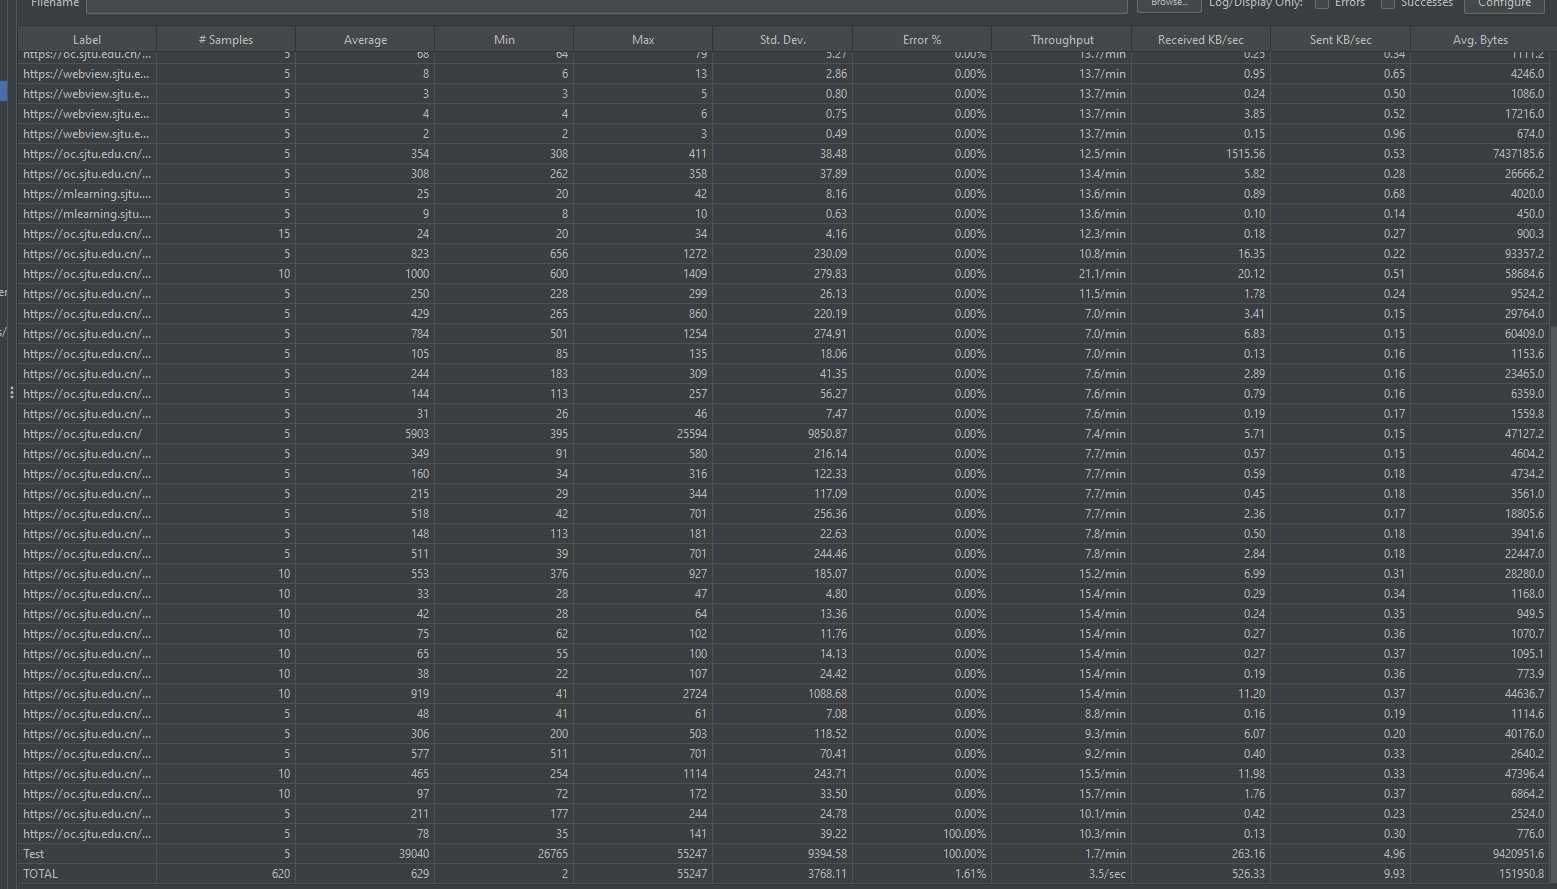 Filename Browse... Log/Display Only: Errors Successes Configure
Label # Samples Average Min Max Std. Dev. Error % Throughput Received KB/sec Sent KB/sec Avg. Bytes
https://oc.sjtu.edu.cn/... 5 68 64 79 5.27 0.00% 13.7/min 0.25 0.34 1111.2
https://webview.sjtu.e... 5 8 6 13 2.86 0.00% 13.7/min 0.95 0.65 4246.0
https://webview.sjtu.e... 5 3 3 5 0.80 0.00% 13.7/min 0.24 0.50 1086.0
https://webview.sjtu.e... 5 4 4 6 0.75 0.00% 13.7/min 3.85 0.52 17216.0
https://webview.sjtu.e... 5 2 2 3 0.49 0.00% 13.7/min 0.15 0.96 674.0
https://oc.sjtu.edu.cn/... 5 354 308 411 38.48 0.00% 12.5/min 1515.56 0.53 7437185.6
https://oc.sjtu.edu.cn/... 5 308 262 358 37.89 0.00% 13.4/min 5.82 0.28 26666.2
https://mlearning.sjtu.... 5 25 20 42 8.16 0.00% 13.6/min 0.89 0.68 4020.0
https://mlearning.sjtu.... 5 9 8 10 0.63 0.00% 13.6/min 0.10 0.14 450.0
https://oc.sjtu.edu.cn/... 15 24 20 34 4.16 0.00% 12.3/min 0.18 0.27 900.3
https://oc.sjtu.edu.cn/... 5 823 656 1272 230.09 0.00% 10.8/min 16.35 0.22 93357.2
https://oc.sjtu.edu.cn/... 10 1000 600 1409 279.83 0.00% 21.1/min 20.12 0.51 58684.6
https://oc.sjtu.edu.cn/... 5 250 228 299 26.13 0.00% 11.5/min 1.78 0.24 9524.2
https://oc.sjtu.edu.cn/... 5 429 265 860 220.19 0.00% 7.0/min 3.41 0.15 29764.0
https://oc.sjtu.edu.cn/... 5 784 501 1254 274.91 0.00% 7.0/min 6.83 0.15 60409.0
https://oc.sjtu.edu.cn/... 5 105 85 135 18.06 0.00% 7.0/min 0.13 0.16 1153.6
https://oc.sjtu.edu.cn/... 5 244 183 309 41.35 0.00% 7.6/min 2.89 0.16 23465.0
https://oc.sjtu.edu.cn/... 5 144 113 257 56.27 0.00% 7.6/min 0.79 0.16 6359.0
https://oc.sjtu.edu.cn/... 5 31 26 46 7.47 0.00% 7.6/min 0.19 0.17 1559.8
https://oc.sjtu.edu.cn/ 5 5903 395 25594 9850.87 0.00% 7.4/min 5.71 0.15 47127.2
https://oc.sjtu.edu.cn/... 5 349 91 580 216.14 0.00% 7.7/min 0.57 0.15 4604.2
https://oc.sjtu.edu.cn/... 5 160 34 316 122.33 0.00% 7.7/min 0.59 0.18 4734.2
https://oc.sjtu.edu.cn/... 5 215 29 344 117.09 0.00% 7.7/min 0.45 0.18 3561.0
https://oc.sjtu.edu.cn/... 5 518 42 701 256.36 0.00% 7.7/min 2.36 0.17 18805.6
https://oc.sjtu.edu.cn/... 5 148 113 181 22.63 0.00% 7.8/min 0.50 0.18 3941.6
https://oc.sjtu.edu.cn/... 5 511 39 701 244.46 0.00% 7.8/min 2.84 0.18 22447.0
https://oc.sjtu.edu.cn/... 10 553 376 927 185.07 0.00% 15.2/min 6.99 0.31 28280.0
https://oc.sjtu.edu.cn/... 10 33 28 47 4.80 0.00% 15.4/min 0.29 0.34 1168.0
https://oc.sjtu.edu.cn/... 10 42 28 64 13.36 0.00% 15.4/min 0.24 0.35 949.5
https://oc.sjtu.edu.cn/... 10 75 62 102 11.76 0.00% 15.4/min 0.27 0.36 1070.7
https://oc.sjtu.edu.cn/... 10 65 55 100 14.13 0.00% 15.4/min 0.27 0.37 1095.1
https://oc.sjtu.edu.cn/... 10 38 22 107 24.42 0.00% 15.4/min 0.19 0.36 773.9
https://oc.sjtu.edu.cn/... 10 919 41 2724 1088.68 0.00% 15.4/min 11.20 0.37 44636.7
https://oc.sjtu.edu.cn/... 5 48 41 61 7.08 0.00% 8.8/min 0.16 0.19 1114.6
https://oc.sjtu.edu.cn/... 5 306 200 503 118.52 0.00% 9.3/min 6.07 0.20 40176.0
https://oc.sjtu.edu.cn/... 5 577 511 701 70.41 0.00% 9.2/min 0.40 0.33 2640.2
https://oc.sjtu.edu.cn/... 10 465 254 1114 243.71 0.00% 15.5/min 11.98 0.33 47396.4
https://oc.sjtu.edu.cn/... 10 97 72 172 33.50 0.00% 15.7/min 1.76 0.37 6864.2
https://oc.sjtu.edu.cn/... 5 211 177 244 24.78 0.00% 10.1/min 0.42 0.23 2524.0
https://oc.sjtu.edu.cn/... 5 78 35 141 39.22 100.00% 10.3/min 0.13 0.30 776.0
Test 5 39040 26765 55247 9394.58 100.00% 1.7/min 263.16 4.96 9420951.6
TOTAL 620 629 2 55247 3768.11 1.61% 3.5/sec 526.33 9.93 151950.8